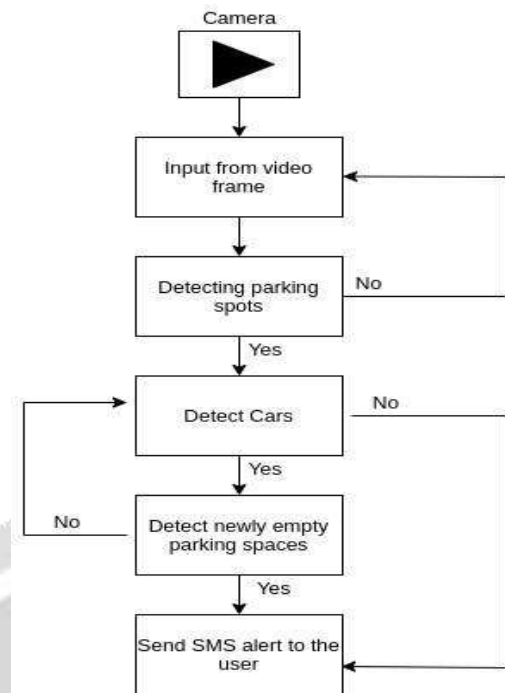 Camera
Input from video
frame
Detecting parking
spots
No
Yes
Detect Cars
No
Yes
Detect newly empty
parking spaces
No
Yes
Send SMS alert to the
user